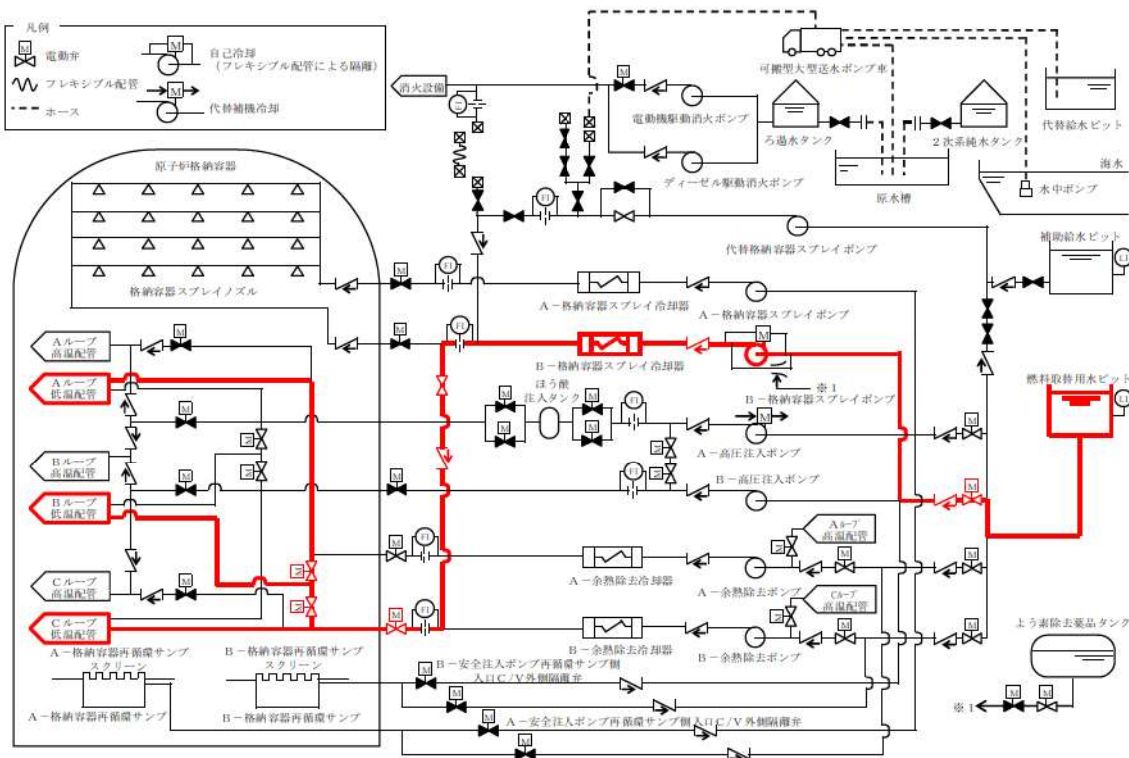 凡例
M
電動弁
フレキシブル配管
ホース
M
自己冷却
(フレキシブル配管による隔離)
M
代替補機冷却
消火設備
FI
M
電動機駆動消火ポンプ
ディーゼル駆動消火ポンプ
可搬型大型送水ポンプ車
ろ過水タンク
2次系純水タンク
原水槽
代替給水ピット
海水
水中ポンプ
FI
代替格納容器スプレイポンプ
補助給水ピット
LI
原子炉格納容器
格納容器スプレイノズル
M
FI
A-格納容器スプレイ冷却器
A-格納容器スプレイポンプ
M
FI
B-格納容器スプレイ冷却器
M
B-格納容器スプレイポンプ
※1
燃料取替用水ピット
LI
Aループ
高温配管
M
Aループ
低温配管
ほう酸
注入タンク
M
M
M
M
FI
M
A-高圧注入ポンプ
M
M
M
M
M
M
Bループ
高温配管
Bループ
低温配管
M
M
FI
B-高圧注入ポンプ
M
M
M
FI
A-余熱除去冷却器
A-余熱除去ポンプ
Aループ
高温配管
M
M
M
Cループ
高温配管
M
M
Cループ
低温配管
M
FI
B-余熱除去冷却器
B-余熱除去ポンプ
Cループ
高温配管
M
M
M
よう素除去薬品タンク
M
M
※1
A-格納容器再循環サンプ
スクリーン
B-格納容器再循環サンプ
スクリーン
A-格納容器再循環サンプ
B-格納容器再循環サンプ
B-安全注入ポンプ再循環サンプ側
入口C/V外側隔離弁
M
M
A-安全注入ポンプ再循環サンプ側入口C/V外側隔離弁
M
M